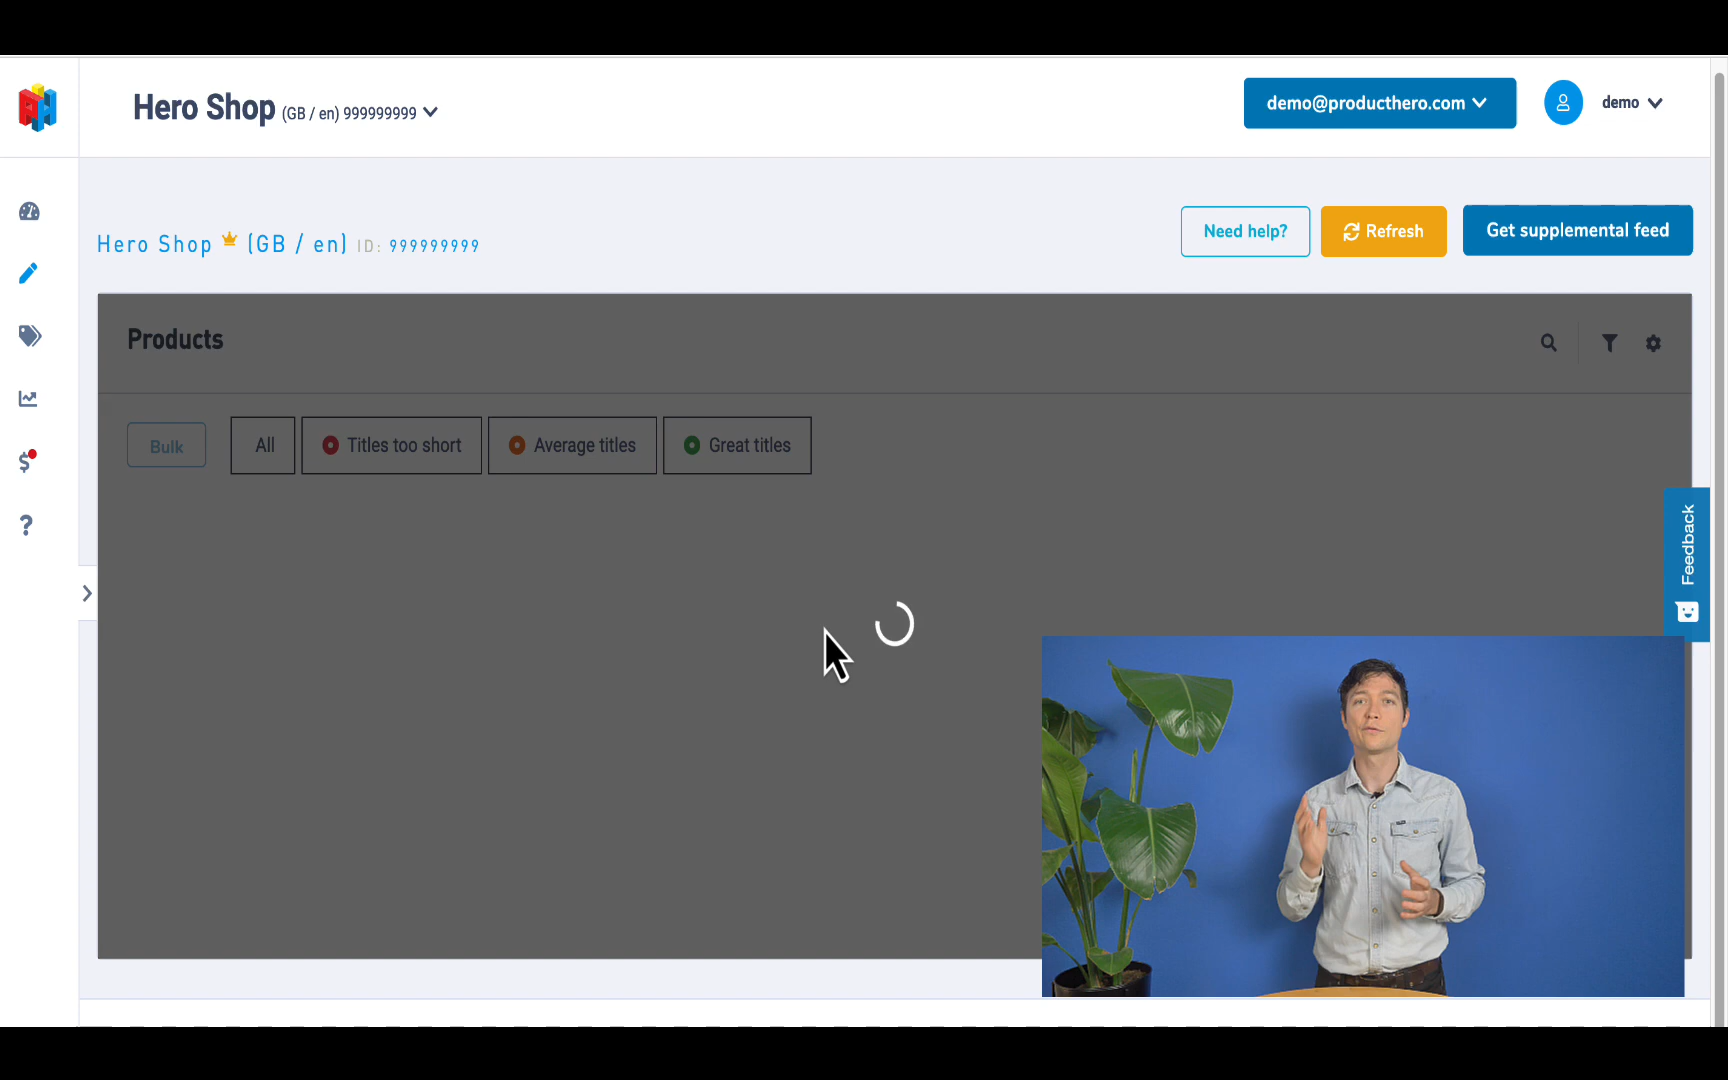 Hero Shop (GB / en) 999999999
demo@producthero.com
demo
Hero Shop (GB / en) ID: 999999999
Need help?
Refresh
Get supplemental feed
Products
Bulk
All
Titles too short
Average titles
Great titles
Feedback